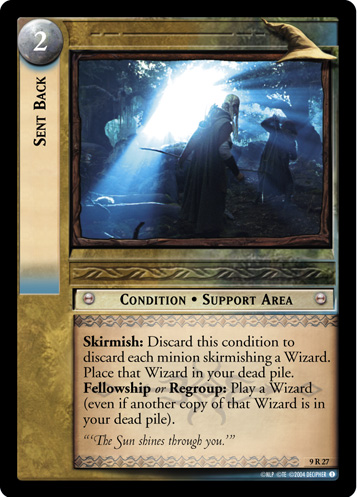 2
SENT BACK
CONDITION • SUPPORT AREA
Skirmish: Discard this condition to
discard each minion skirmishing a Wizard.
Place that Wizard in your dead pile.
Fellowship or Regroup: Play a Wizard
(even if another copy of that Wizard is in
your dead pile).
“‘The Sun shines through you.’”
9 R 27
©NLP ™TE ©2004 DECIPHER